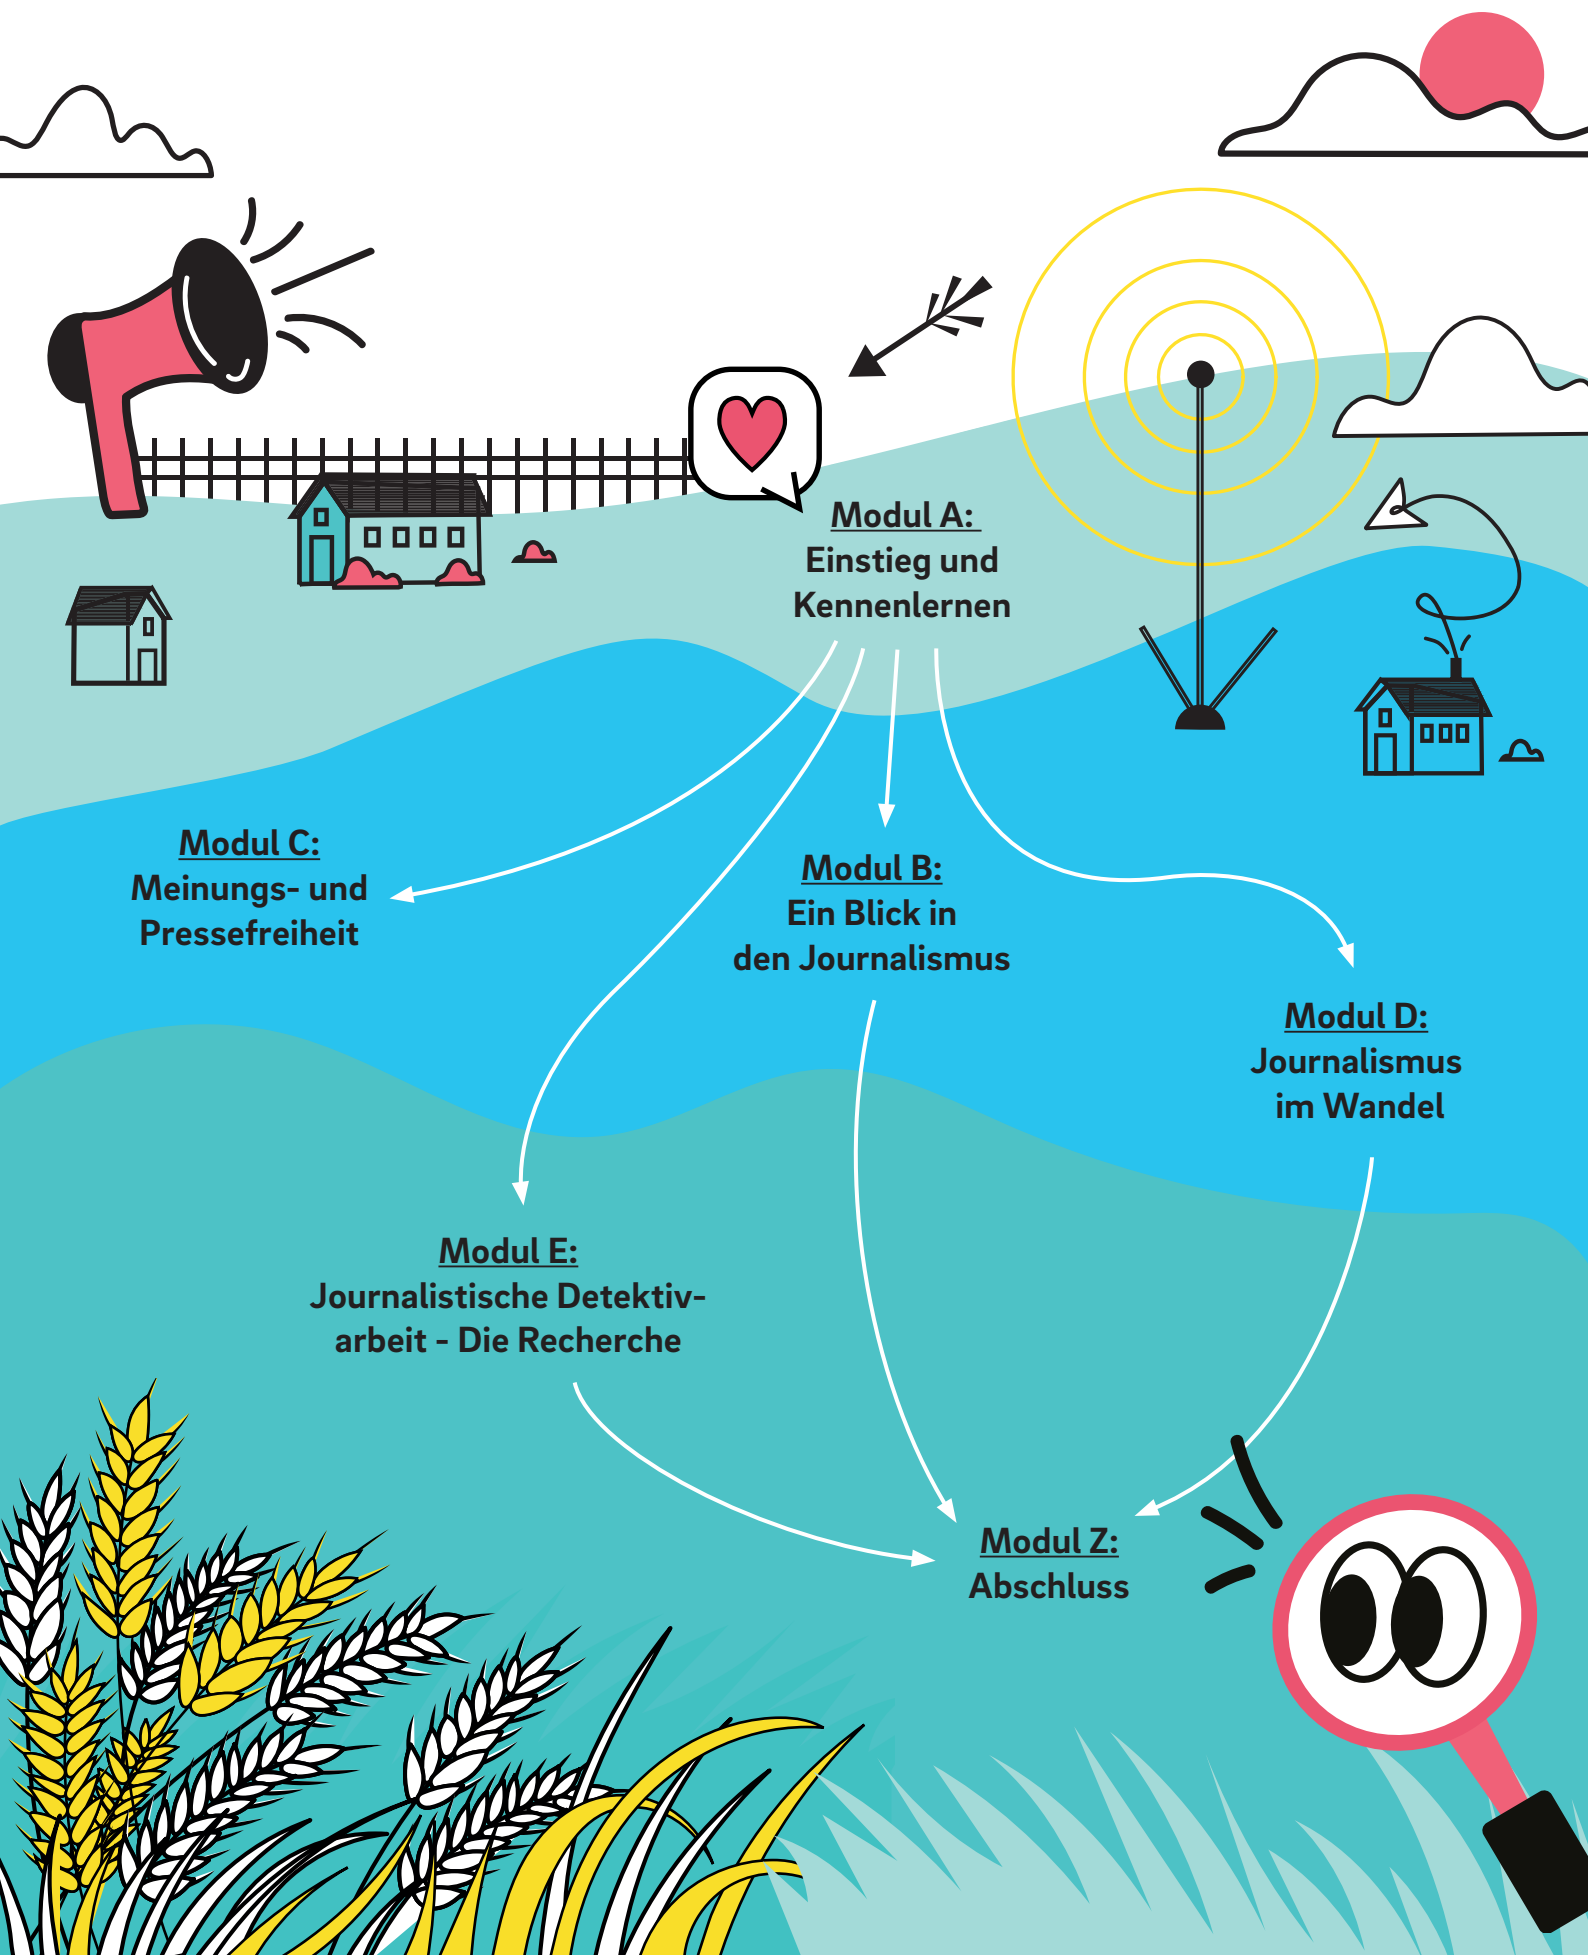 Modul A:
Einstieg und
Kennenlernen
Modul C:
Meinungs- und
Pressefreiheit
Modul B:
Ein Blick in
den Journalismus
Modul D:
Journalismus
im Wandel
Modul E:
Journalistische Detektiv-
arbeit - Die Recherche
Modul Z:
Abschluss